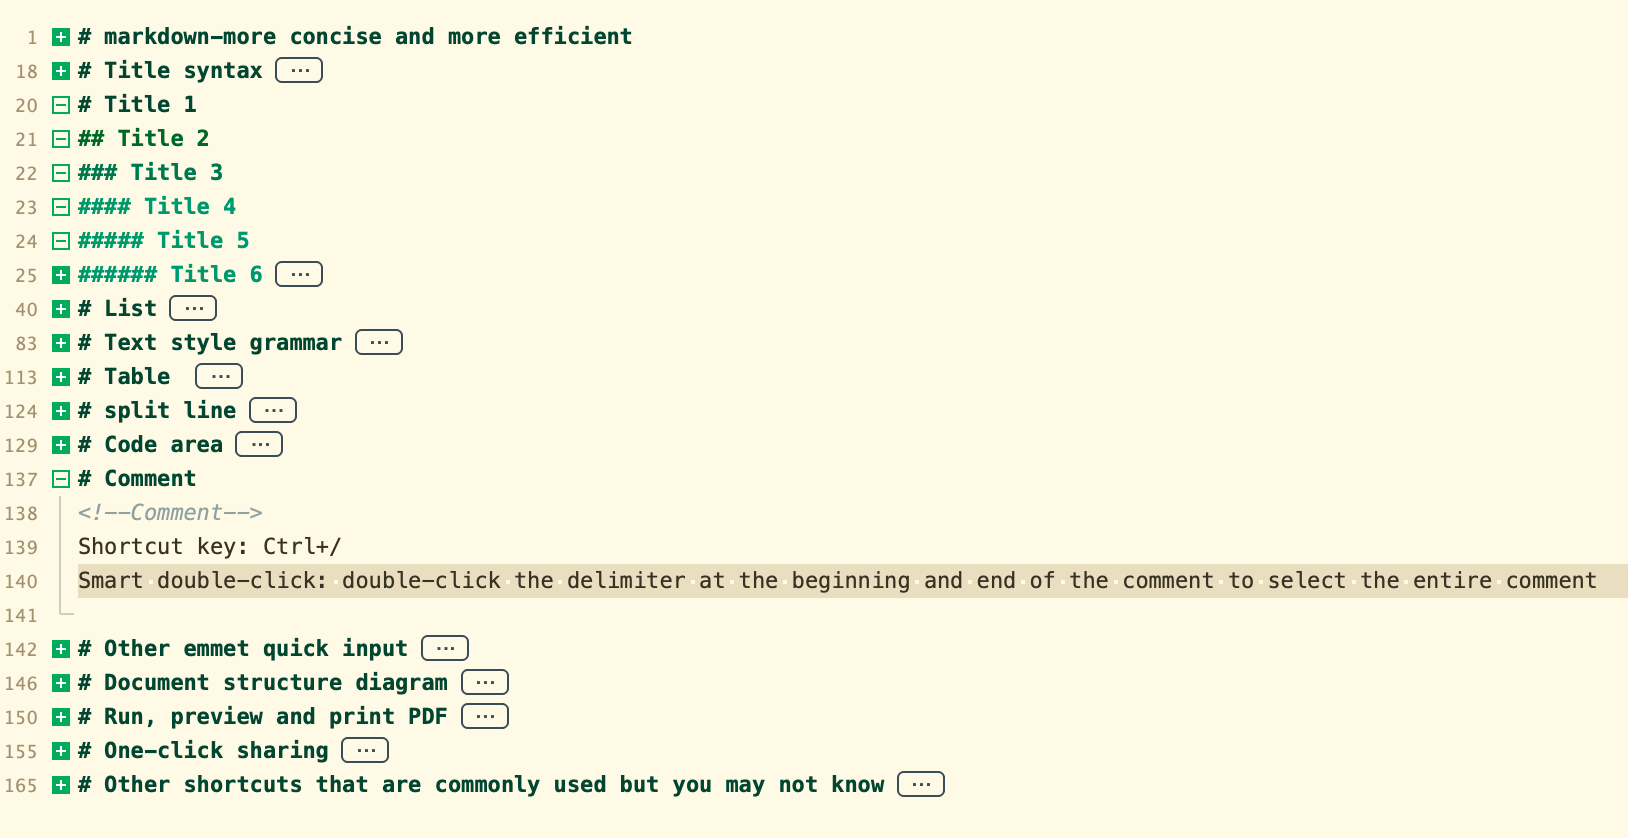 1 # markdown-more concise and more efficient
18 # Title syntax ...
20 # Title 1
21 ## Title 2
22 ### Title 3
23 #### Title 4
24 ##### Title 5
25 ###### Title 6 ...
40 # List ...
83 # Text style grammar ...
113 # Table ...
124 # split line ...
129 # Code area ...
137 # Comment
138 <!--Comment-->
139 Shortcut key: Ctrl+/
140 Smart double-click: double-click the delimiter at the beginning and end of the comment to select the entire comment
141
142 # Other emmet quick input ...
146 # Document structure diagram ...
150 # Run, preview and print PDF ...
155 # One-click sharing ...
165 # Other shortcuts that are commonly used but you may not know ...